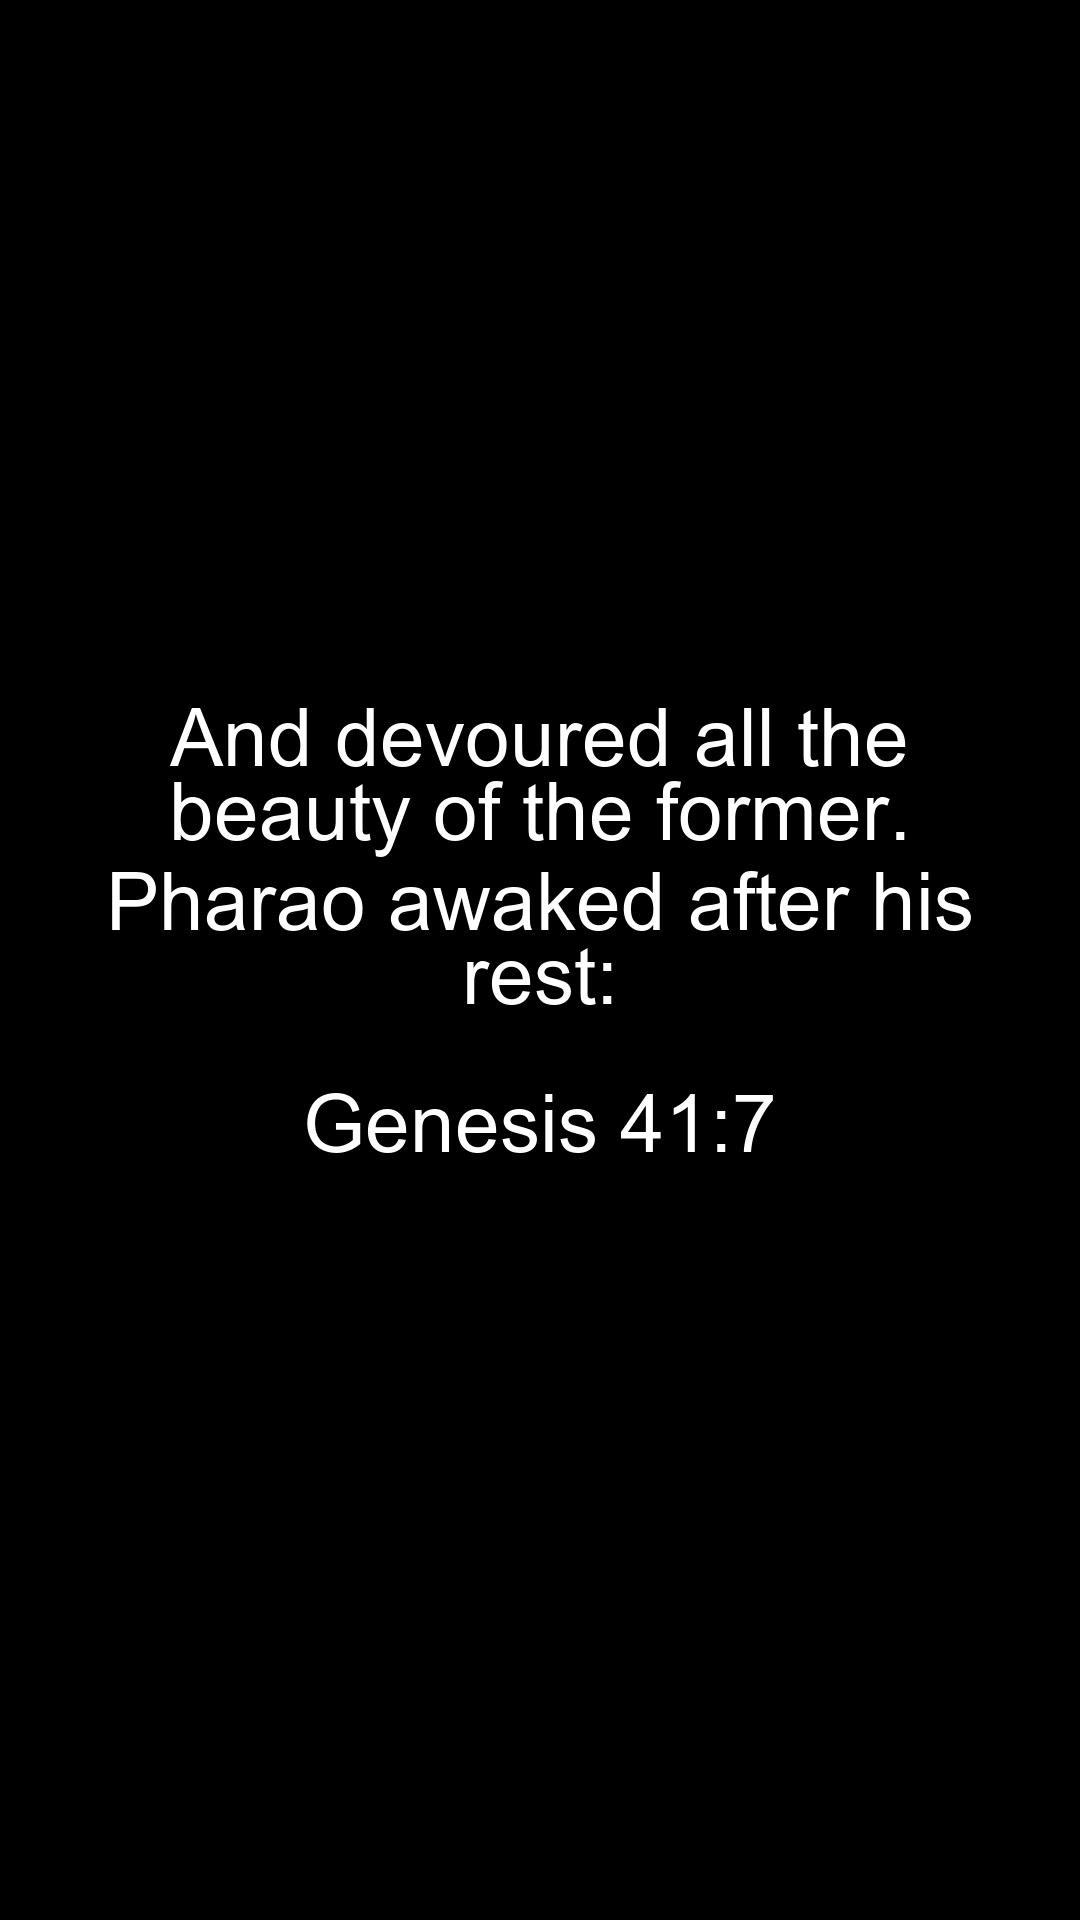 And devoured all the
beauty of the former.
Pharao awaked after his
rest:
Genesis 41:7